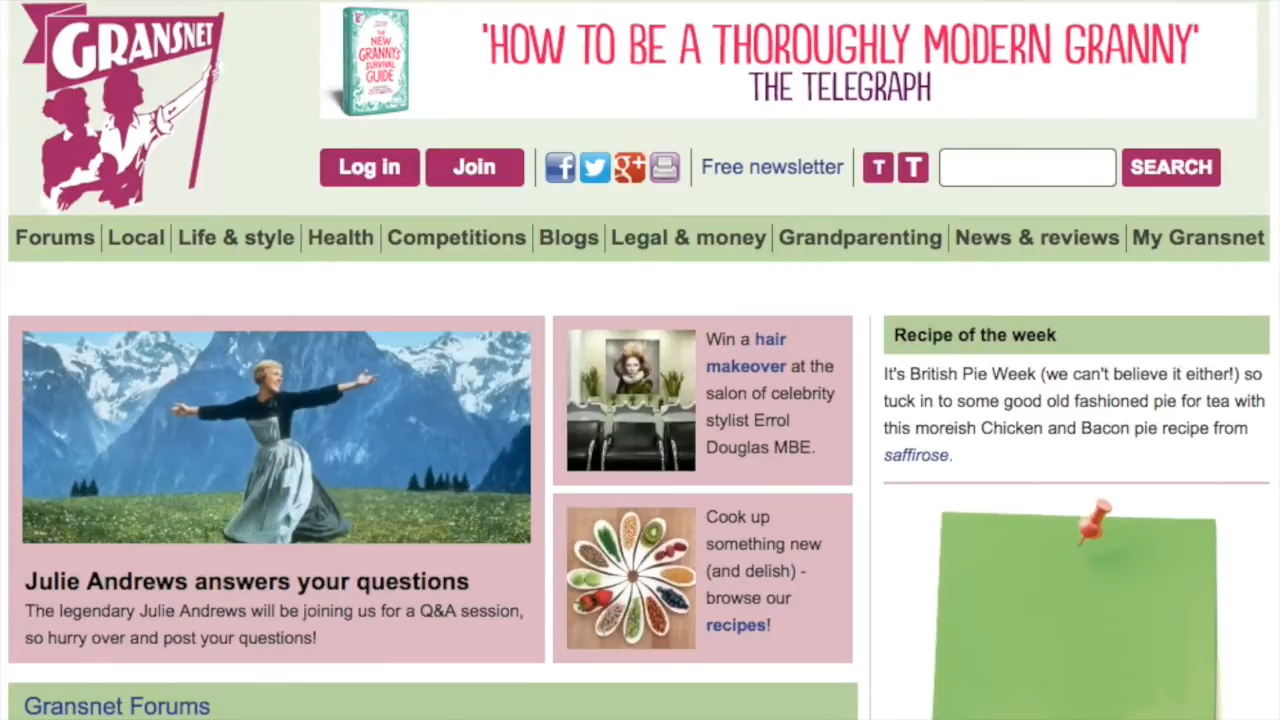 GRANSNET
THE NEW
GRANNY'S
SURVIVAL
GUIDE
'HOW TO BE A THOROUGHLY MODERN GRANNY'
THE TELEGRAPH
Log in
Join
f
g+
Free newsletter
T
T
SEARCH
Forums
Local
Life & style
Health
Competitions
Blogs
Legal & money
Grandparenting
News & reviews
My Gransnet
Julie Andrews answers your questions
The legendary Julie Andrews will be joining us for a Q&A session,
so hurry over and post your questions!
Win a hair
makeover at the
salon of celebrity
stylist Errol
Douglas MBE.
Cook up
something new
(and delish) -
browse our
recipes!
Recipe of the week
It's British Pie Week (we can't believe it either!) so
tuck in to some good old fashioned pie for tea with
this moreish Chicken and Bacon pie recipe from
saffirose.
Gransnet Forums